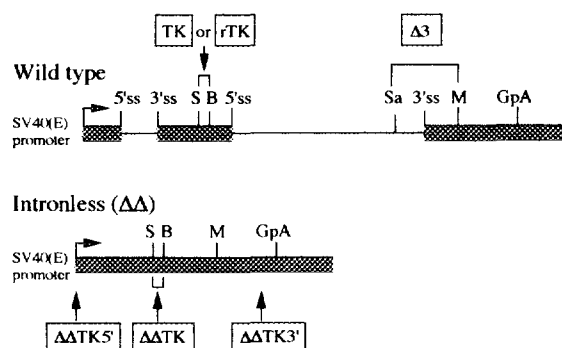 TK or rTK Δ3
Wild type
5'ss 3'ss S B 5'ss Sa 3'ss M GpA
SV40(E)
promoter
Intronless (ΔΔ)
S B M GpA
SV40(E)
promoter
ΔΔTK5' ΔΔTK ΔΔTK3'